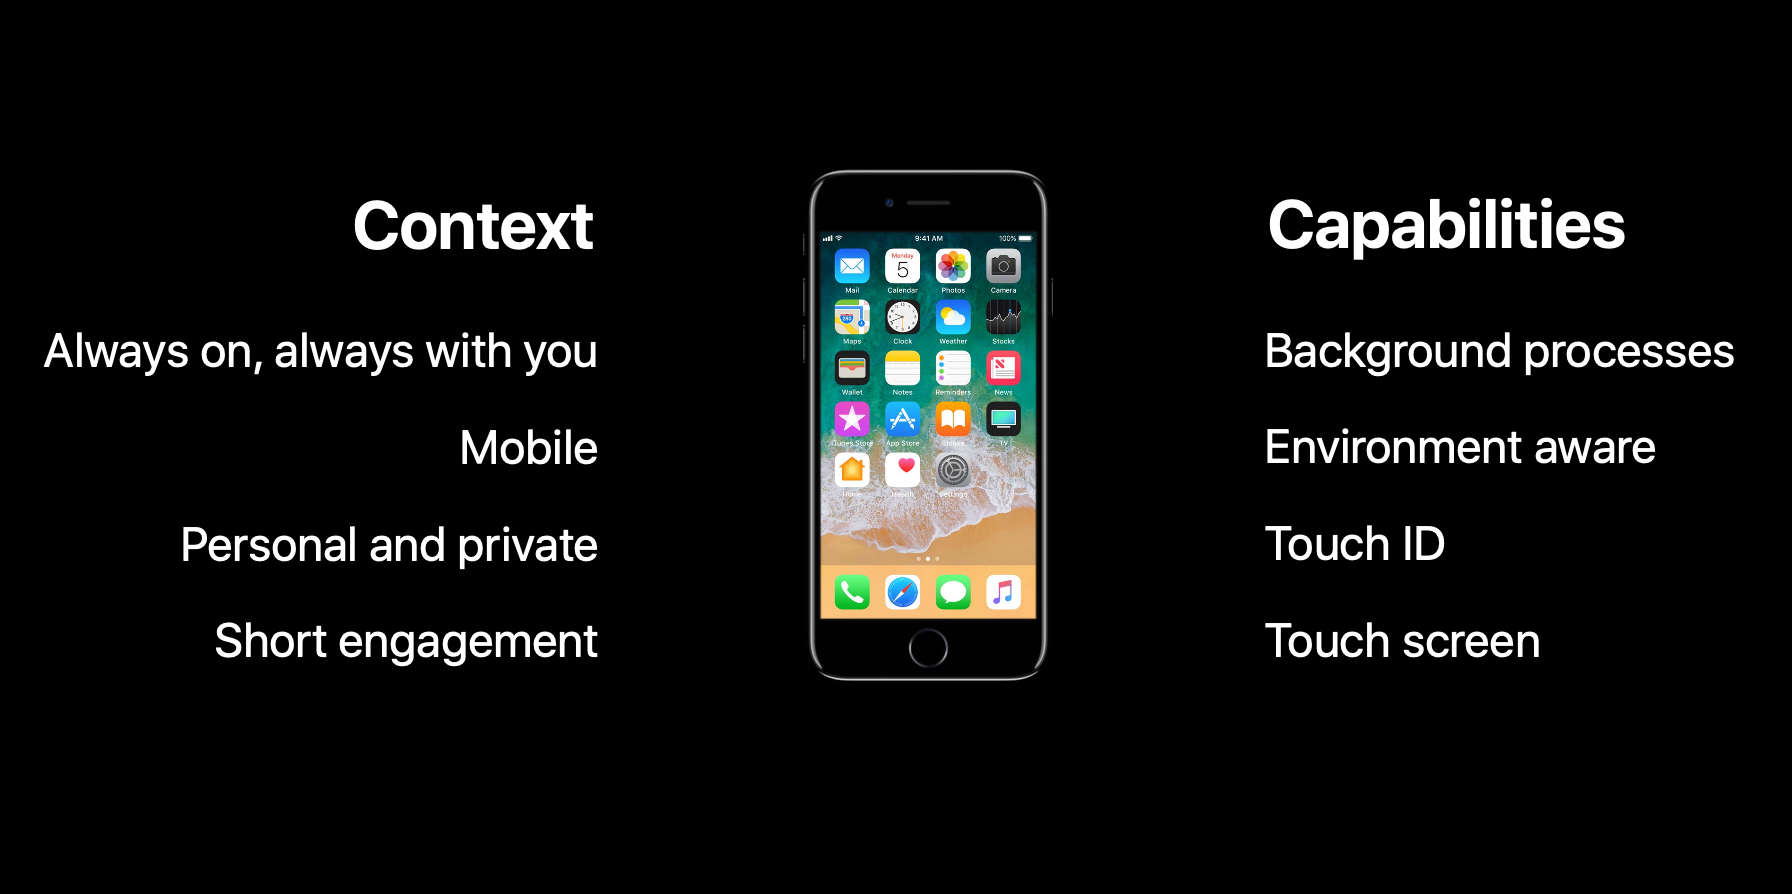 Context
Always on, always with you
Mobile
Personal and private
Short engagement
9:41 AM 100%
Monday
5
Mail Calendar Photos Camera
280
12
Maps Clock Weather Stocks
Wallet Notes Reminders News
iTunes Store App Store iBooks TV
Home Health Settings
Capabilities
Background processes
Environment aware
Touch ID
Touch screen